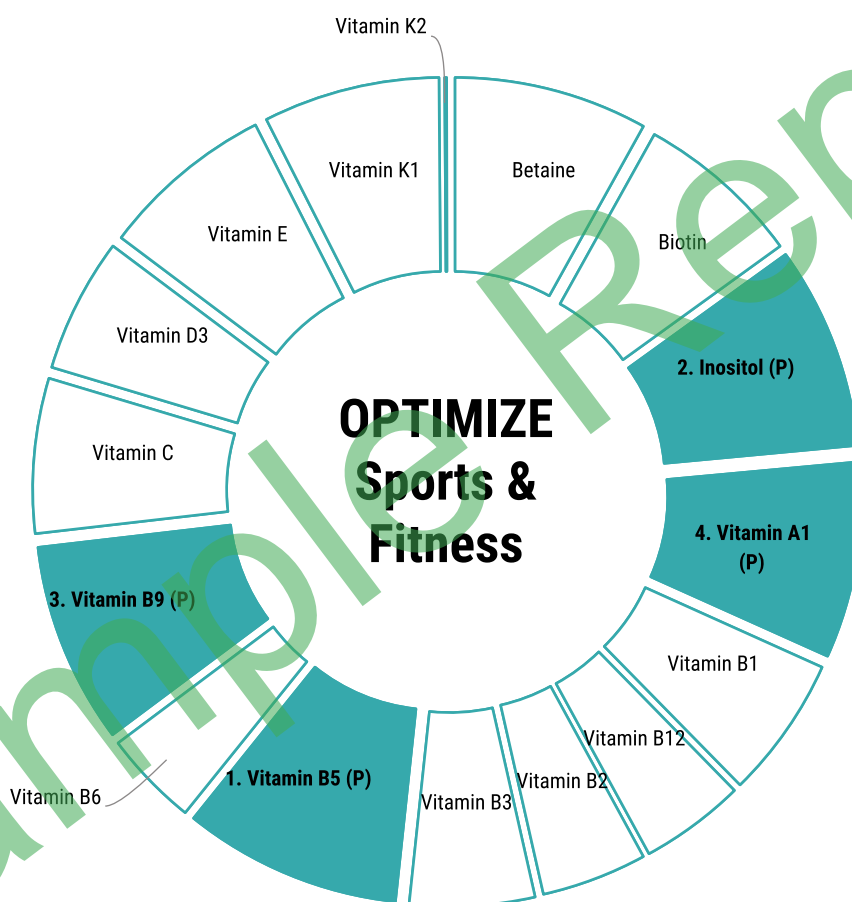 Vitamin K2
Vitamin K1
Betaine
Vitamin E
Biotin
Vitamin D3
2. Inositol (P)
OPTIMIZE
Sports &
Fitness
Vitamin C
4. Vitamin A1
(P)
3. Vitamin B9 (P)
Vitamin B1
Vitamin B12
1. Vitamin B5 (P)
Vitamin B2
Vitamin B3
Vitamin B6
ample Rep